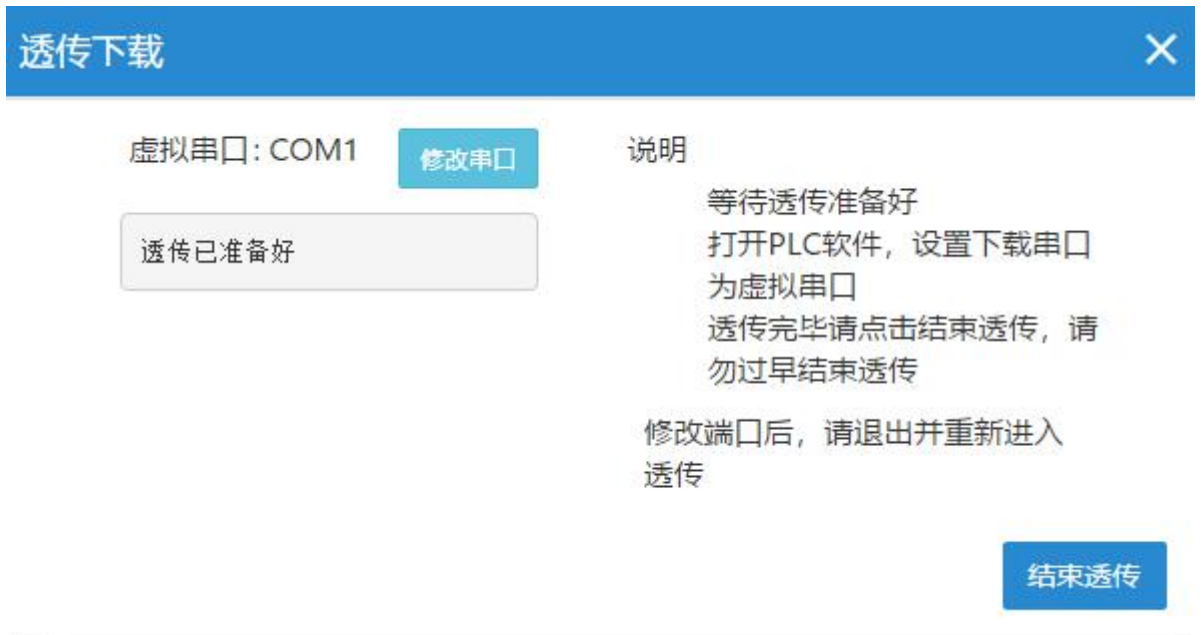 透传下载
虚拟串口: COM1
修改串口
透传已准备好
说明
等待透传准备好
打开PLC软件，设置下载串口
为虚拟串口
透传完毕请点击结束透传，请
勿过早结束透传
修改端口后，请退出并重新进入
透传
结束透传